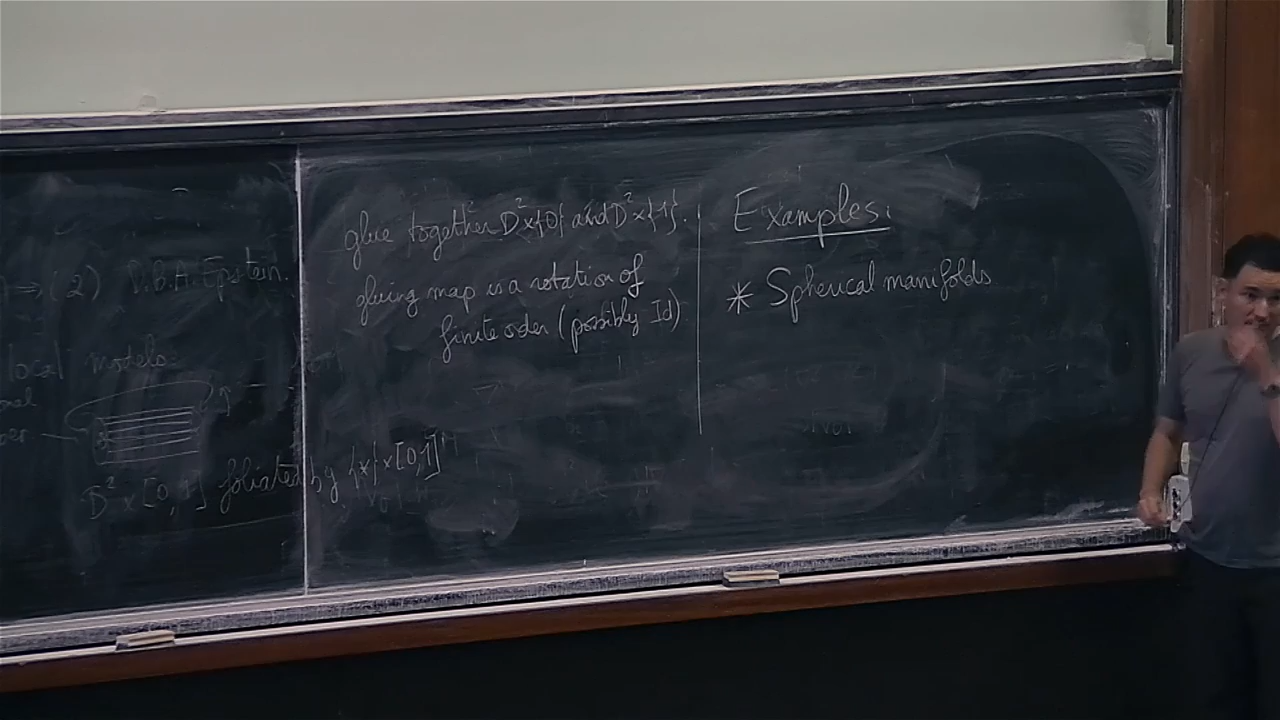 ⇒ (2) D.B.A. Epstein.
local models:
D² × [0,1] foliated by {x} × [0,1]
glue together D²×{0} and D²×{1}.
gluing map is a rotation of
finite order (possibly Id)
Examples:
* Spherical manifolds